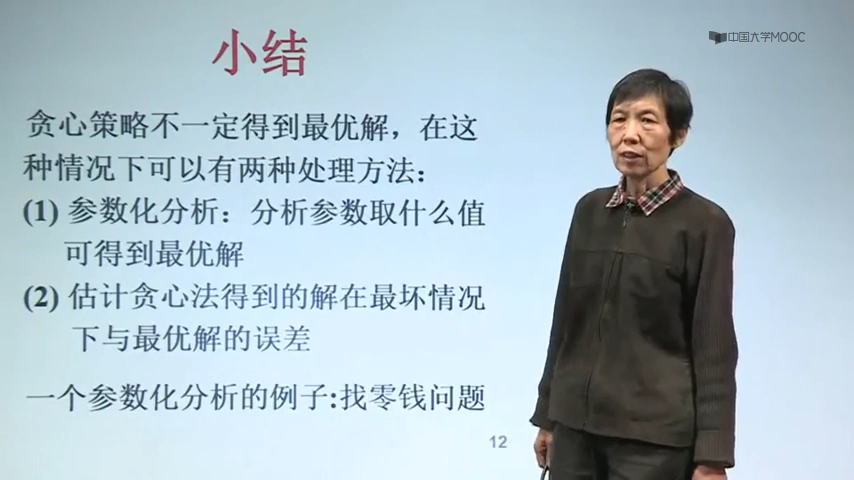 小结
中国大学MOOC
贪心策略不一定得到最优解，在这
种情况下可以有两种处理方法：
(1) 参数化分析：分析参数取什么值
可得到最优解
(2) 估计贪心法得到的解在最坏情况
下与最优解的误差
一个参数化分析的例子:找零钱问题
12